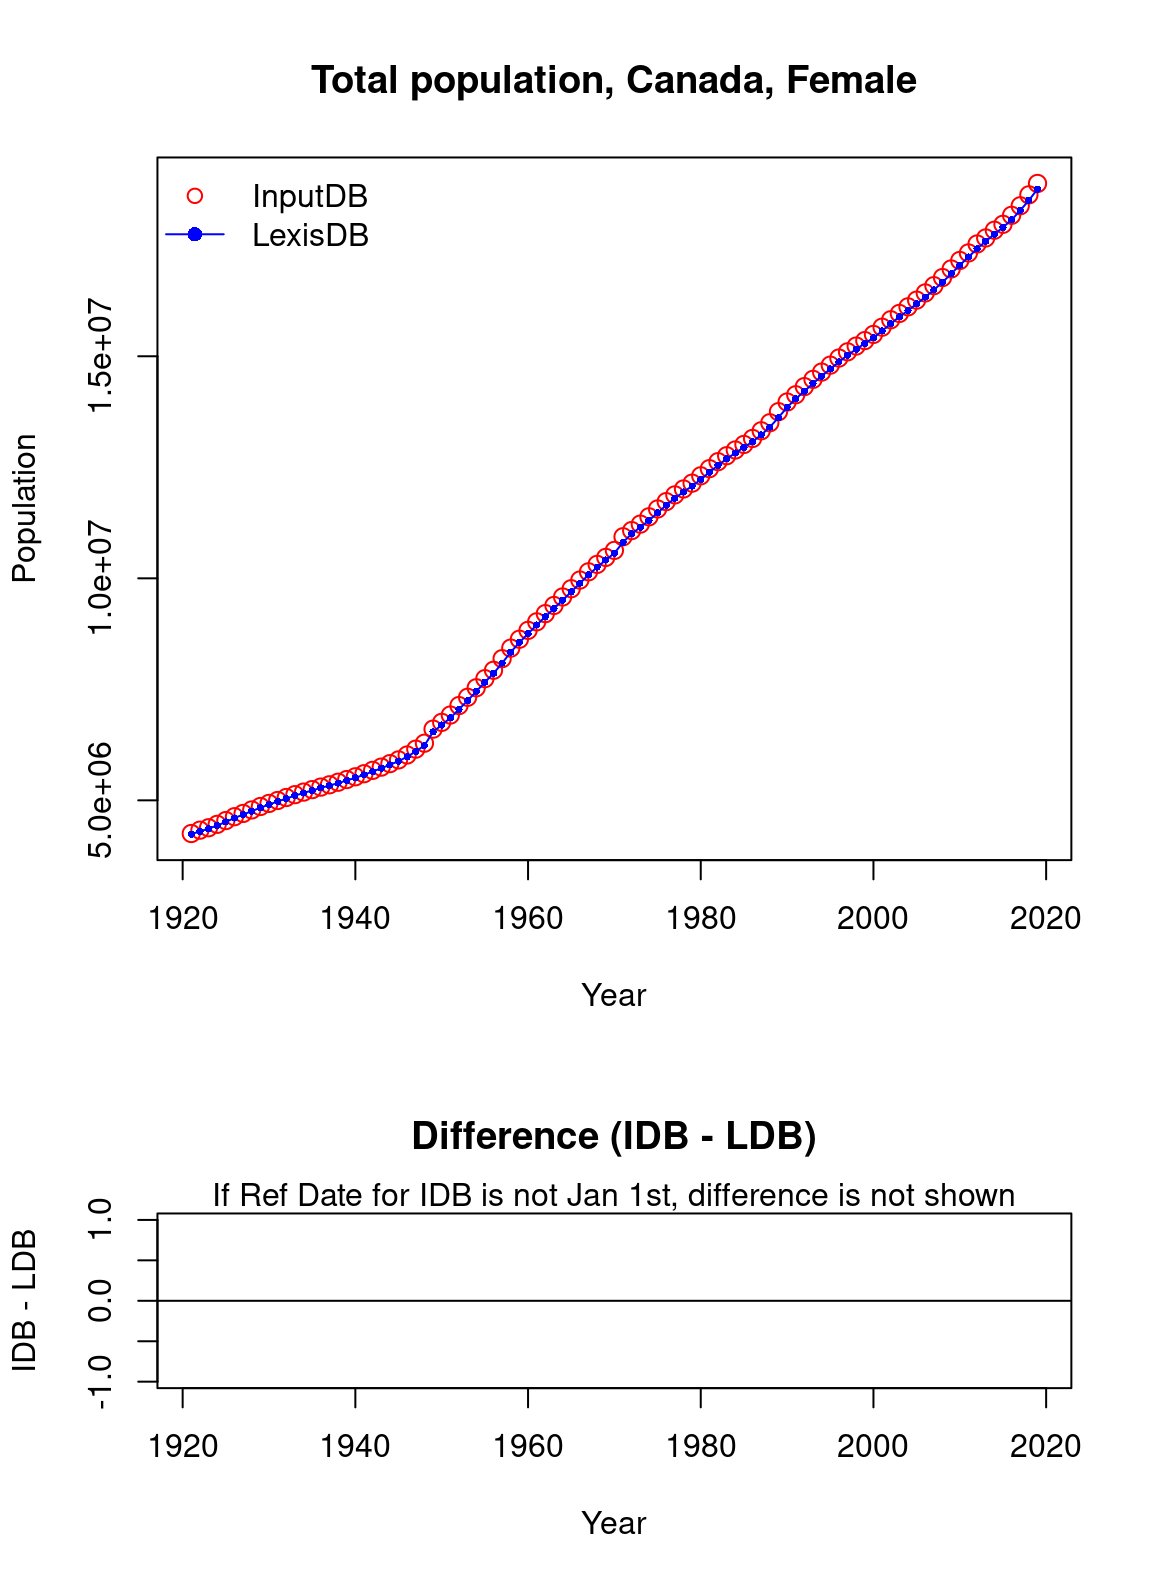 Total population, Canada, Female
InputDB
LexisDB
Population
1.5e+07
1.0e+07
5.0e+06
1920 1940 1960 1980 2000 2020
Year
Difference (IDB - LDB)
If Ref Date for IDB is not Jan 1st, difference is not shown
IDB - LDB
1.0
0.0
-1.0
1920 1940 1960 1980 2000 2020
Year